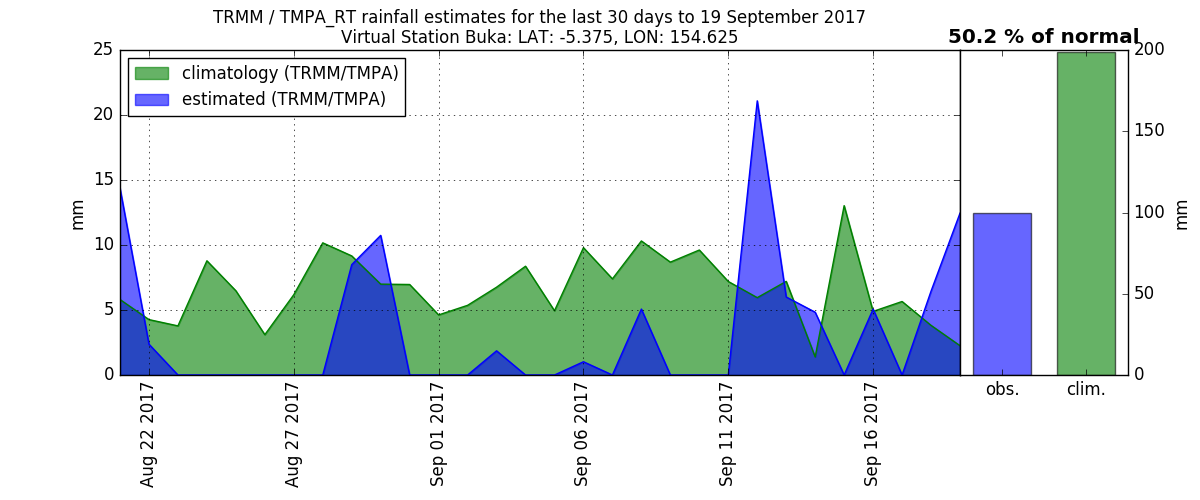 TRMM / TMPA_RT rainfall estimates for the last 30 days to 19 September 2017
Virtual Station Buka: LAT: -5.375, LON: 154.625
50.2 % of normal
climatology (TRMM/TMPA)
estimated (TRMM/TMPA)
mm
25
20
15
10
5
0
Aug 22 2017
Aug 27 2017
Sep 01 2017
Sep 06 2017
Sep 11 2017
Sep 16 2017
obs.
clim.
200
150
100
50
0
mm